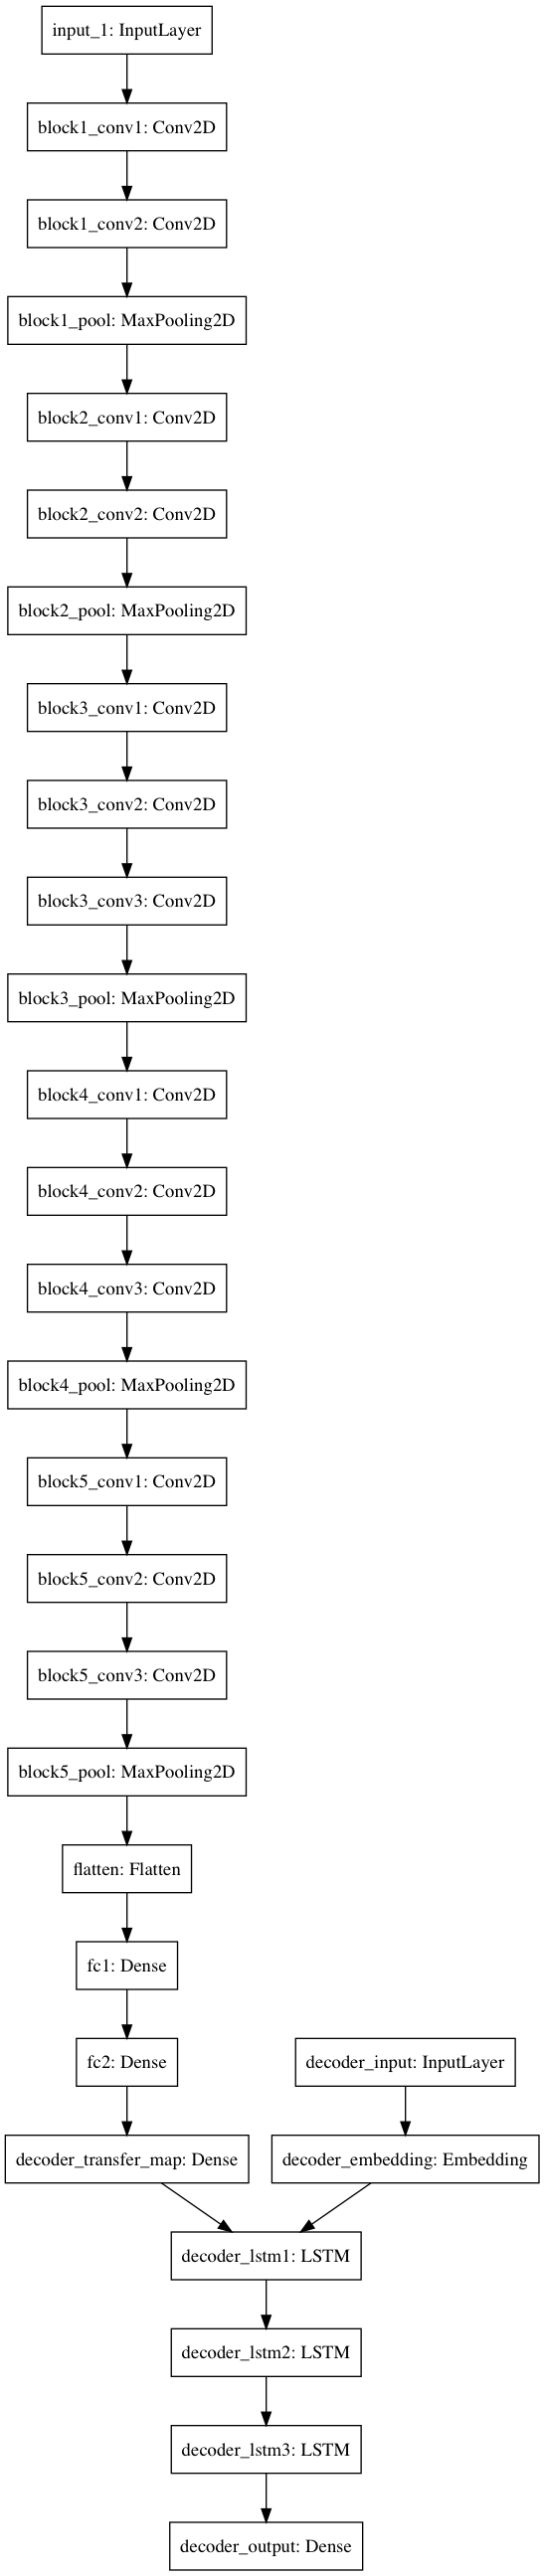 input_1: InputLayer
block1_conv1: Conv2D
block1_conv2: Conv2D
block1_pool: MaxPooling2D
block2_conv1: Conv2D
block2_conv2: Conv2D
block2_pool: MaxPooling2D
block3_conv1: Conv2D
block3_conv2: Conv2D
block3_conv3: Conv2D
block3_pool: MaxPooling2D
block4_conv1: Conv2D
block4_conv2: Conv2D
block4_conv3: Conv2D
block4_pool: MaxPooling2D
block5_conv1: Conv2D
block5_conv2: Conv2D
block5_conv3: Conv2D
block5_pool: MaxPooling2D
flatten: Flatten
fc1: Dense
fc2: Dense
decoder_input: InputLayer
decoder_transfer_map: Dense
decoder_embedding: Embedding
decoder_lstm1: LSTM
decoder_lstm2: LSTM
decoder_lstm3: LSTM
decoder_output: Dense